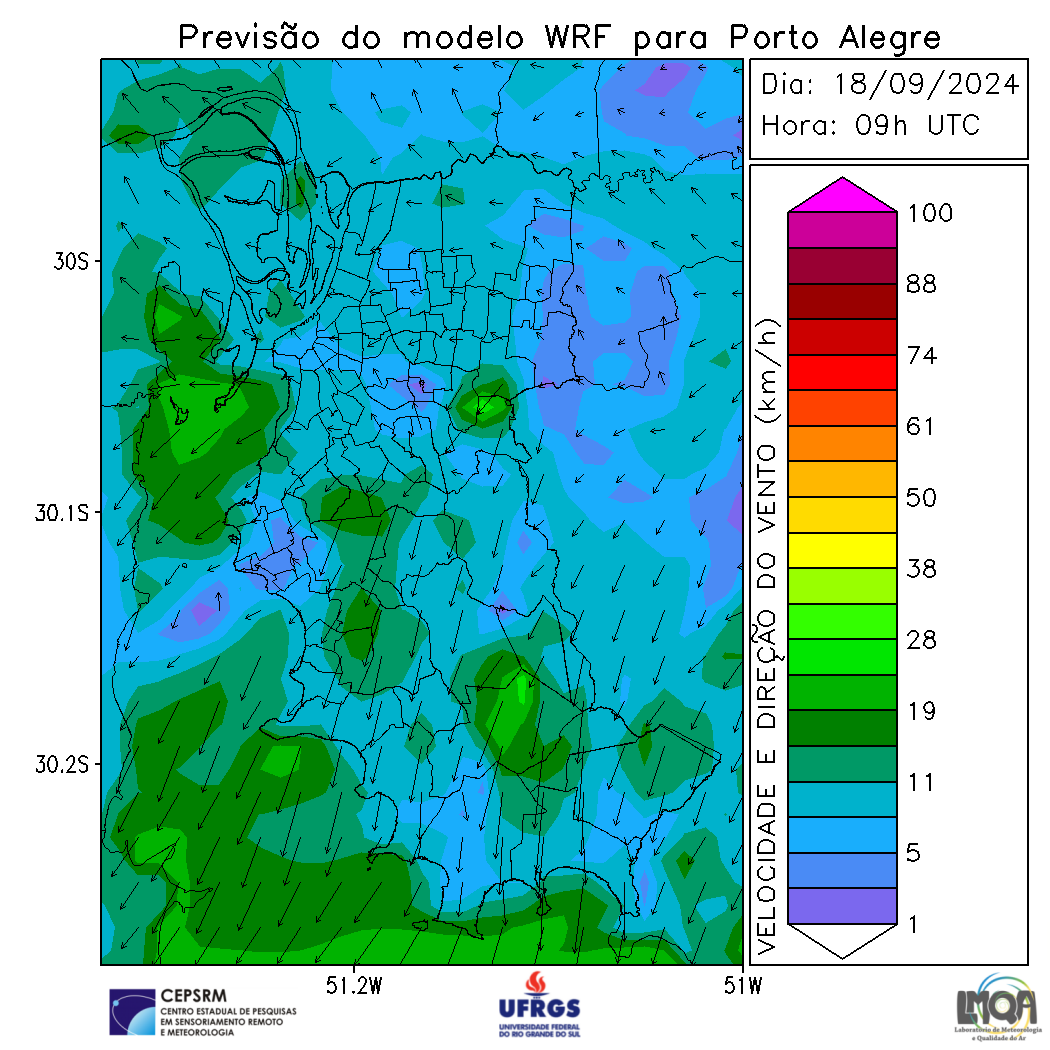 Previsão do modelo WRF para Porto Alegre
Dia: 18/09/2024
Hora: 09h UTC
30S
30.1S
30.2S
51.2W
51W
VELOCIDADE E DIREÇÃO DO VENTO (km/h)
100
88
74
61
50
38
28
19
11
5
1
CEPSRM
CENTRO ESTADUAL DE PESQUISAS
EM SENSORIAMENTO REMOTO
E METEOROLOGIA
UFRGS
UNIVERSIDADE FEDERAL
DO RIO GRANDE DO SUL
LMQA
Laboratório de Meteorologia
e Qualidade do Ar